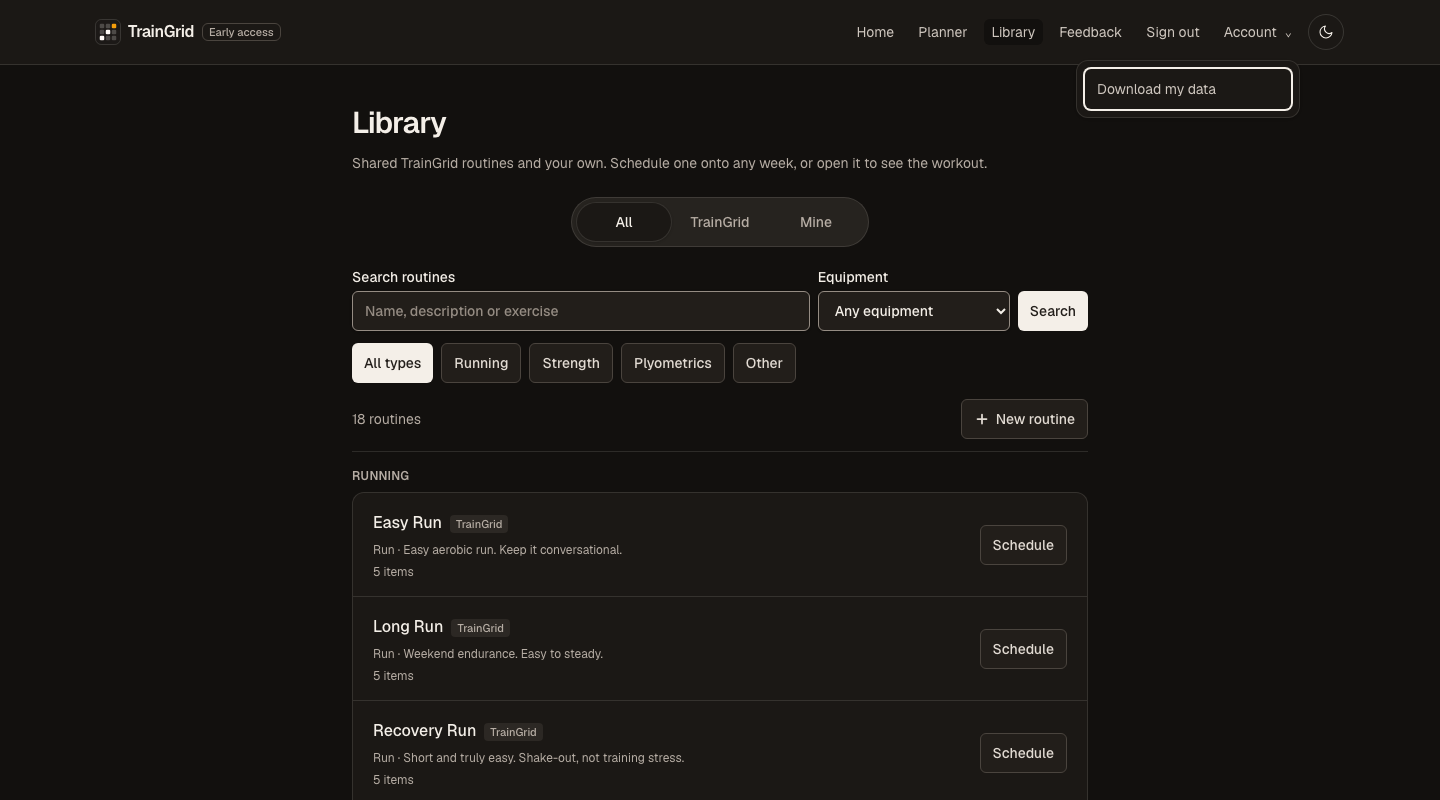 TrainGrid Early access Home Planner Library Feedback Sign out Account
Download my data
Library
Shared TrainGrid routines and your own. Schedule one onto any week, or open it to see the workout.
All TrainGrid Mine
Search routines Equipment
Name, description or exercise Any equipment Search
All types Running Strength Plyometrics Other
18 routines + New routine
RUNNING
Easy Run TrainGrid
Run · Easy aerobic run. Keep it conversational.
5 items
Schedule
Long Run TrainGrid
Run · Weekend endurance. Easy to steady.
5 items
Schedule
Recovery Run TrainGrid
Run · Short and truly easy. Shake-out, not training stress.
5 items
Schedule